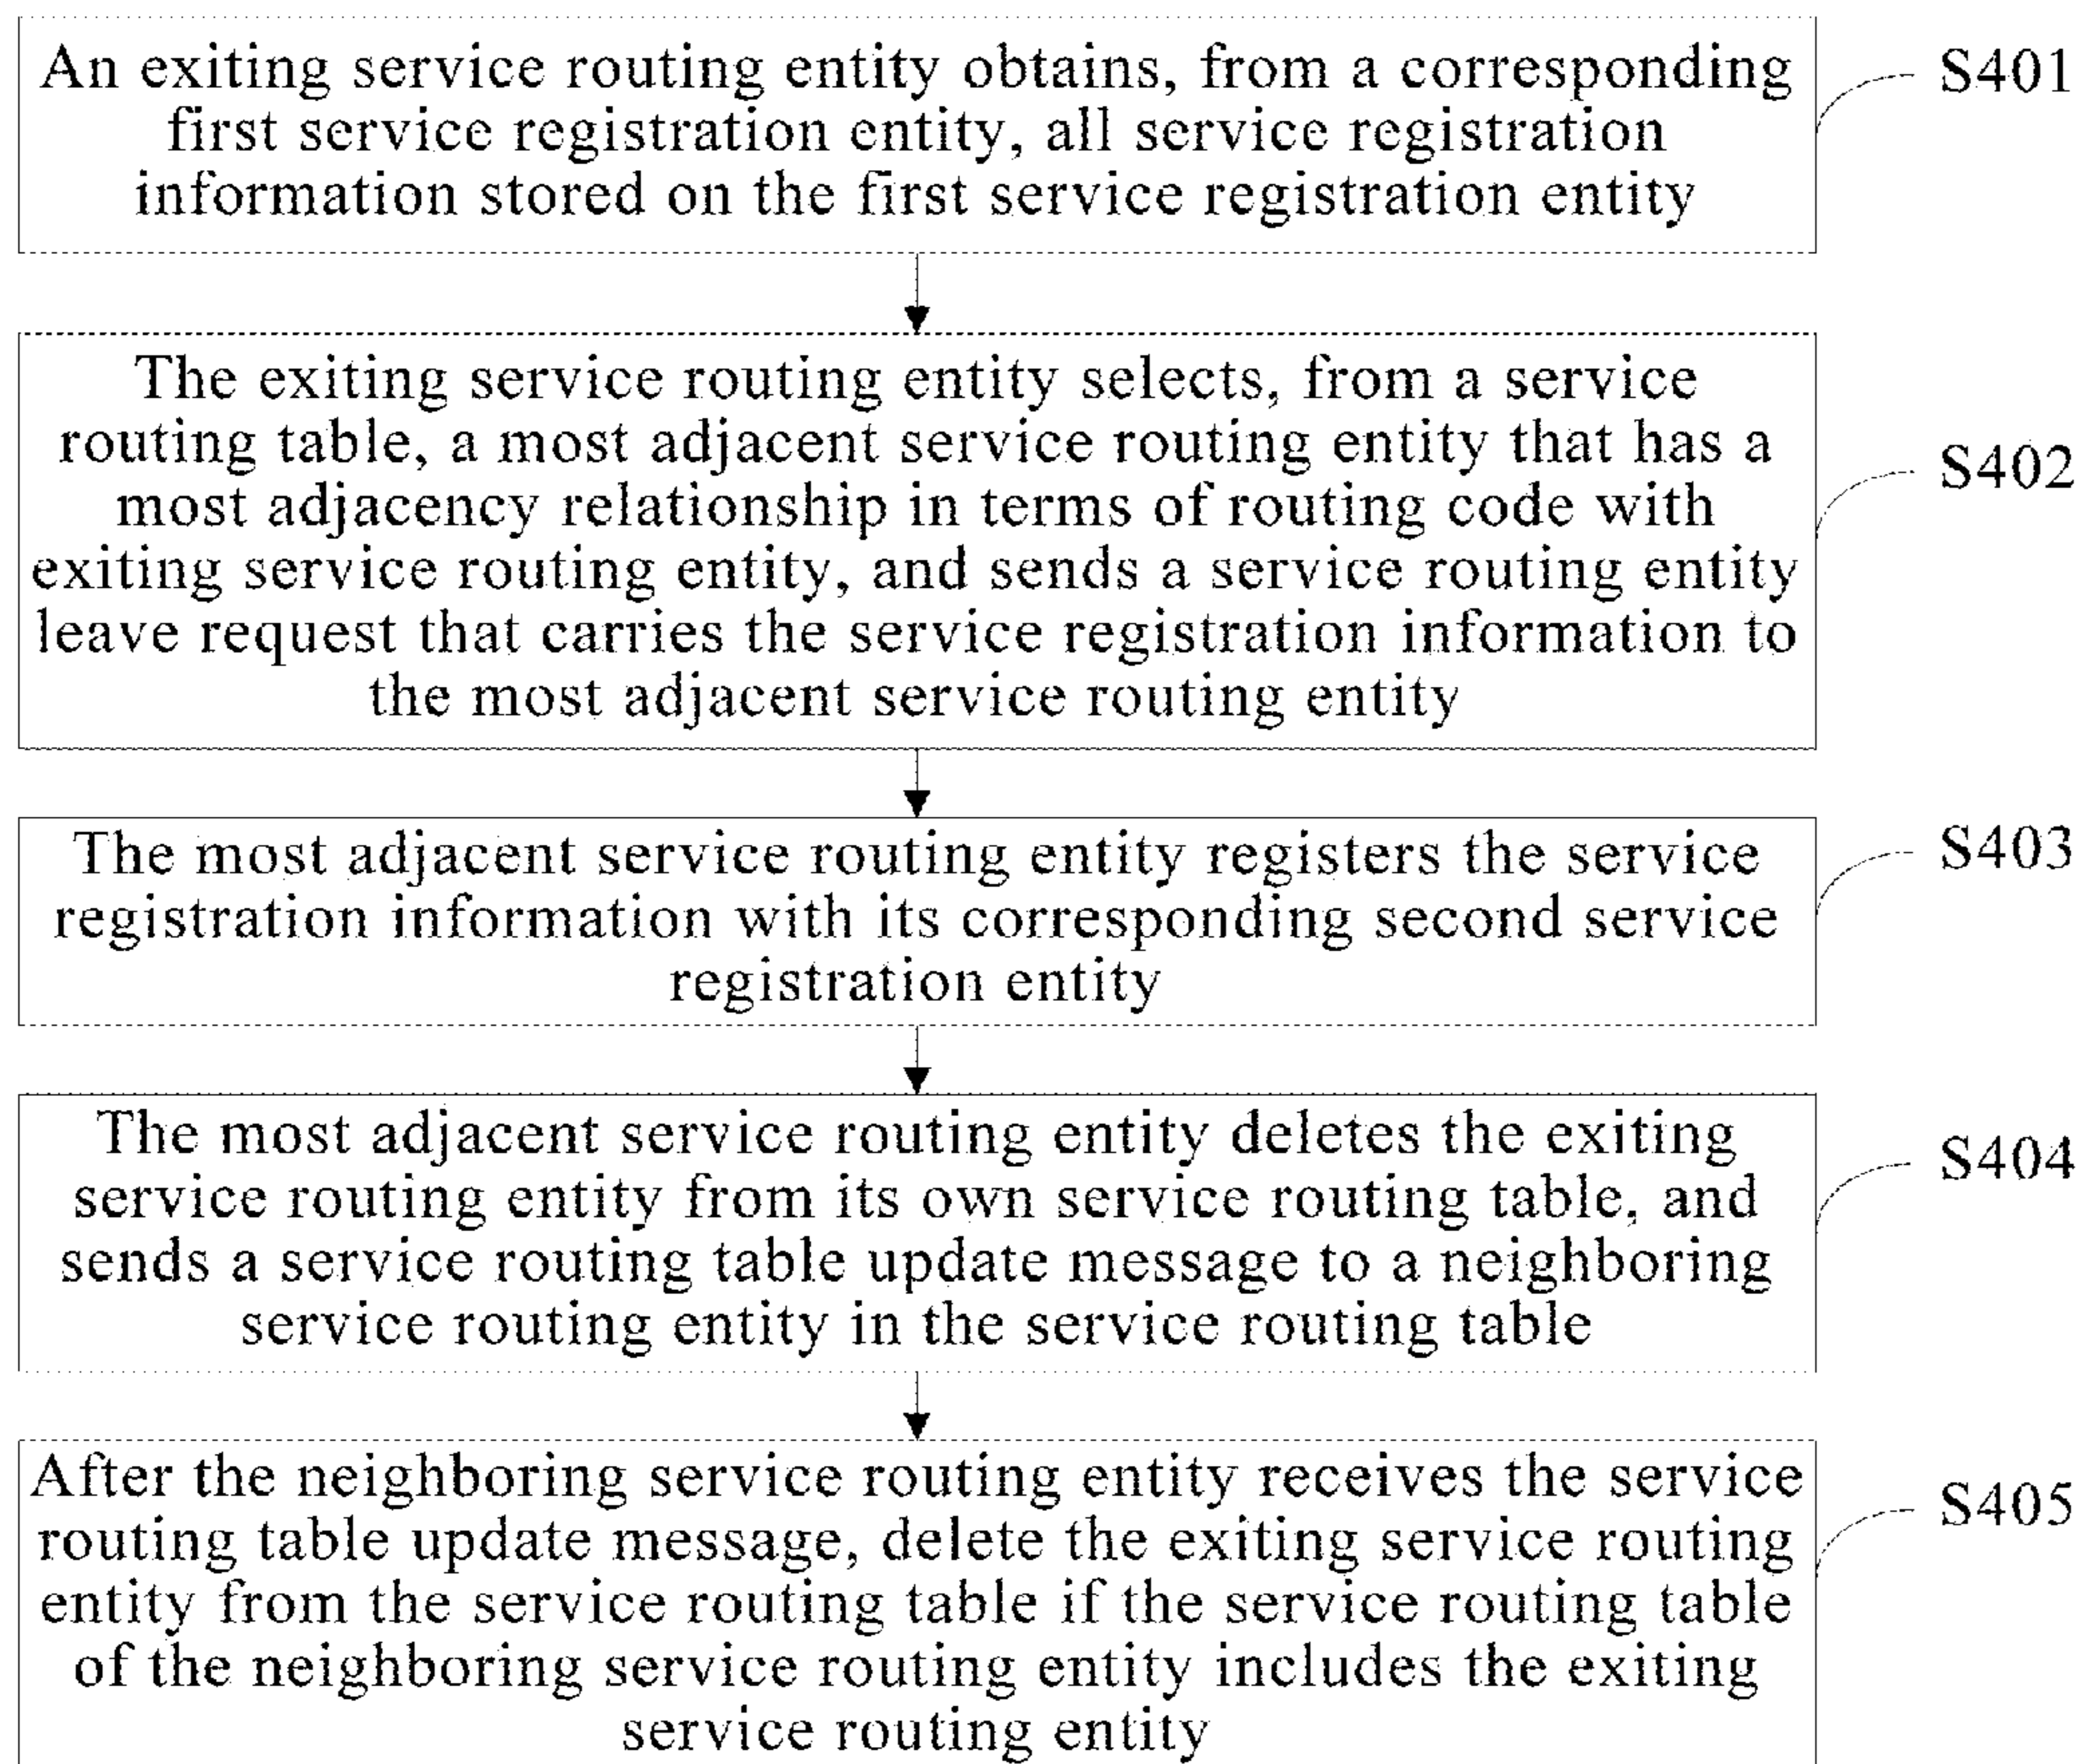 An exiting service routing entity obtains, from a corresponding
first service registration entity, all service registration
information stored on the first service registration entity
S401
The exiting service routing entity selects, from a service
routing table, a most adjacent service routing entity that has a
most adjacency relationship in terms of routing code with
exiting service routing entity, and sends a service routing entity
leave request that carries the service registration information to
the most adjacent service routing entity
S402
The most adjacent service routing entity registers the service
registration information with its corresponding second service
registration entity
S403
The most adjacent service routing entity deletes the exiting
service routing entity from its own service routing table, and
sends a service routing table update message to a neighboring
service routing entity in the service routing table
S404
After the neighboring service routing entity receives the service
routing table update message, delete the exiting service routing
entity from the service routing table if the service routing table
of the neighboring service routing entity includes the exiting
service routing entity
S405